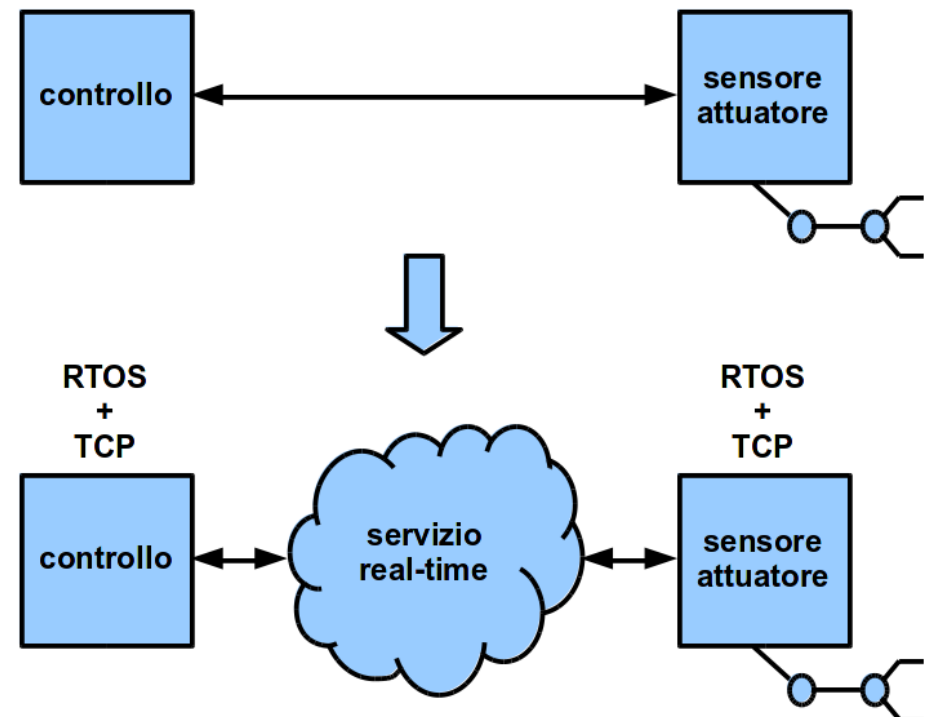 controllo
sensore
attuatore
RTOS
+
TCP
RTOS
+
TCP
controllo
servizio
real-time
sensore
attuatore